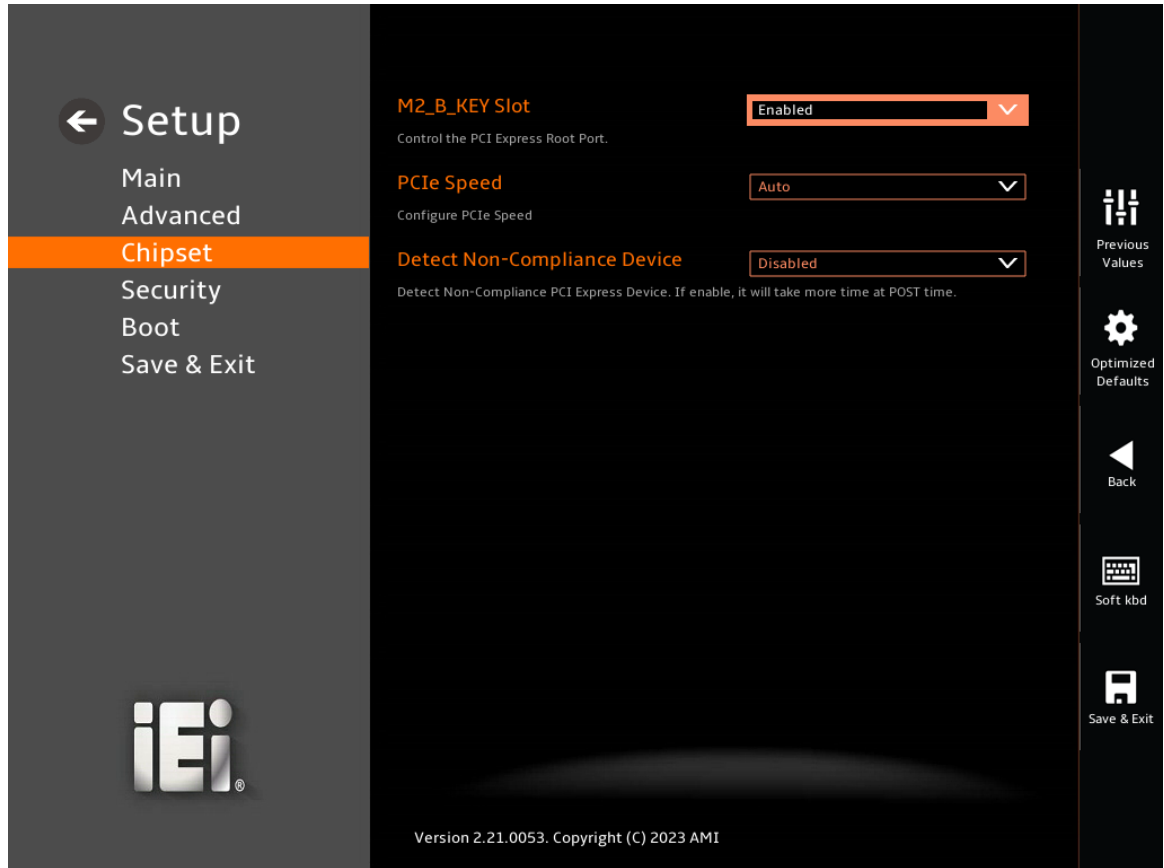 Setup
Main
Advanced
Chipset
Security
Boot
Save & Exit
iEi®
M2_B_KEY Slot
Enabled
Control the PCI Express Root Port.
PCIe Speed
Auto
Configure PCIe Speed
Detect Non-Compliance Device
Disabled
Detect Non-Compliance PCI Express Device. If enable, it will take more time at POST time.
Version 2.21.0053. Copyright (C) 2023 AMI
Previous
Values
Optimized
Defaults
Back
Soft kbd
Save & Exit